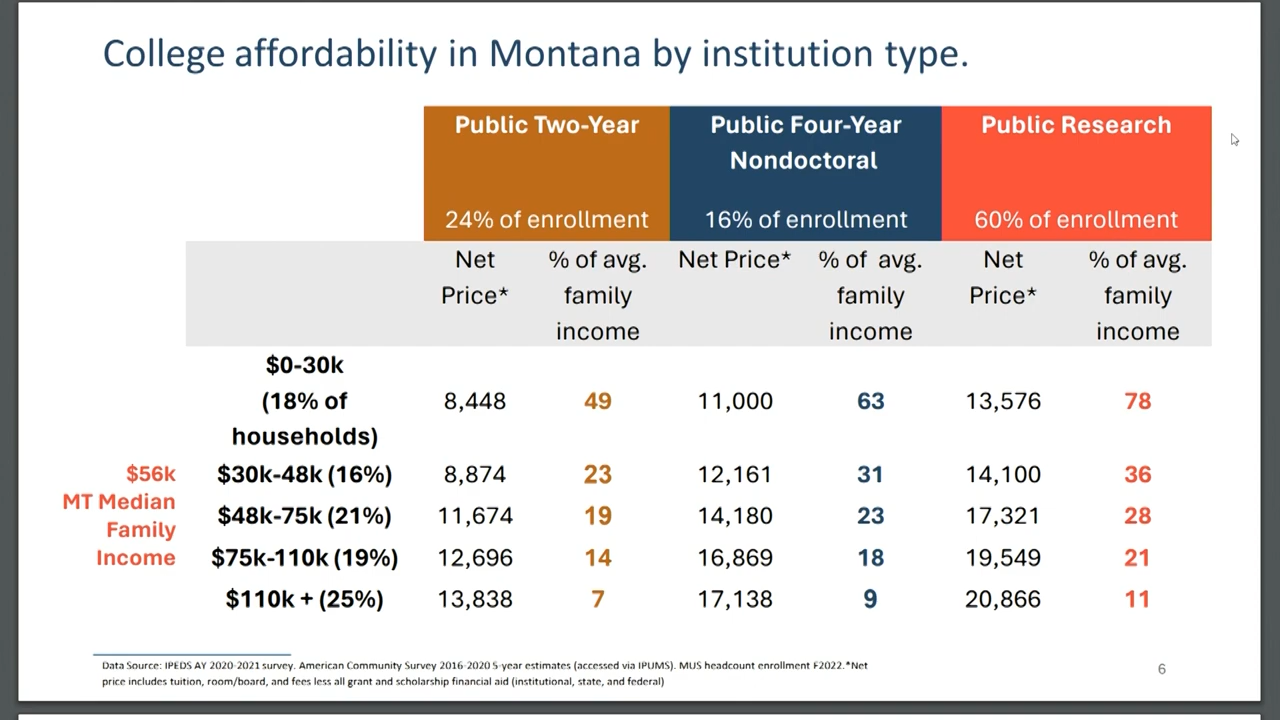 College affordability in Montana by institution type.
Public Two-Year
24% of enrollment
Public Four-Year
Nondoctoral
16% of enrollment
Public Research
60% of enrollment
Net
Price*
% of avg.
family
income
Net Price*
% of avg.
family
income
Net
Price*
% of avg.
family
income
$0-30k
(18% of
households)
8,448 49 11,000 63 13,576 78
$56k
MT Median
Family
Income
$30k-48k (16%) 8,874 23 12,161 31 14,100 36
$48k-75k (21%) 11,674 19 14,180 23 17,321 28
$75k-110k (19%) 12,696 14 16,869 18 19,549 21
$110k + (25%) 13,838 7 17,138 9 20,866 11
Data Source: IPEDS AY 2020-2021 survey. American Community Survey 2016-2020 5-year estimates (accessed via IPUMS). MUS headcount enrollment F2022.*Net
price includes tuition, room/board, and fees less all grant and scholarship financial aid (institutional, state, and federal)
6